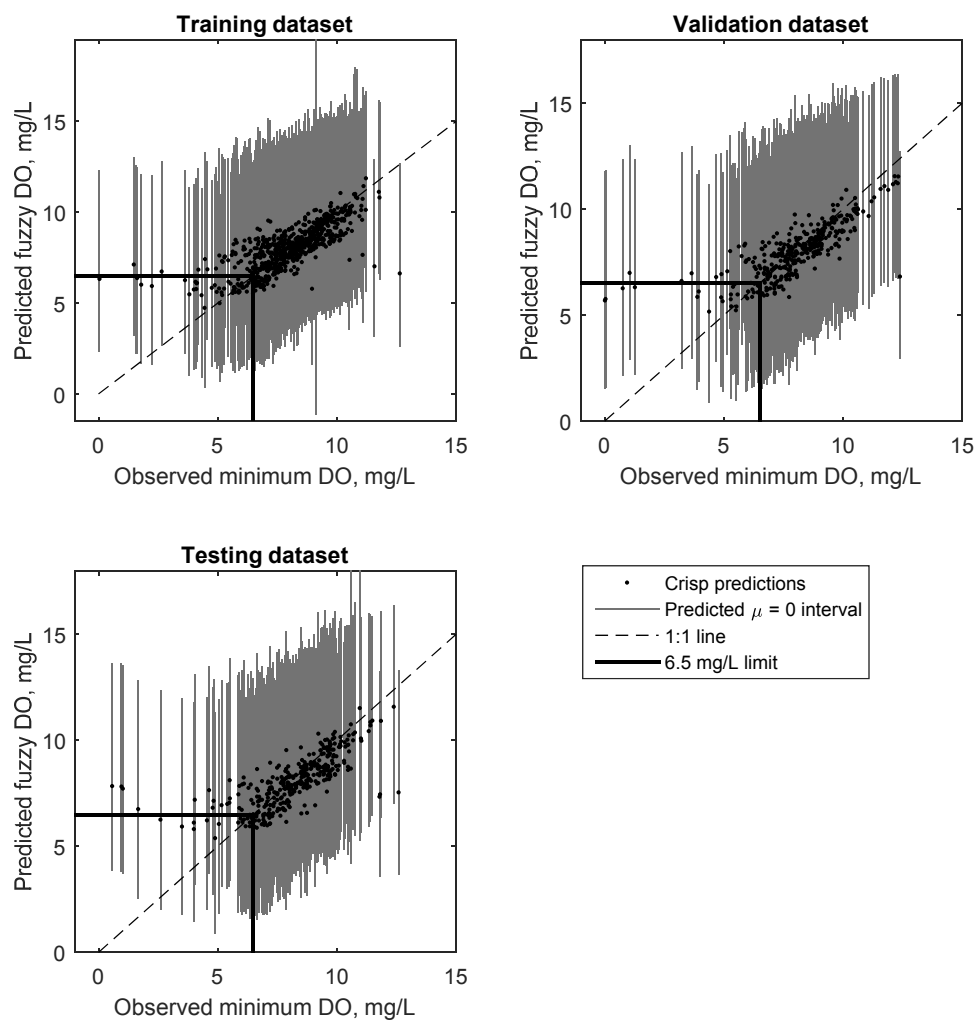 Training dataset
Predicted fuzzy DO, mg/L
15
10
5
0
0 5 10 15
Observed minimum DO, mg/L
Validation dataset
Predicted fuzzy DO, mg/L
15
10
5
0
0 5 10 15
Observed minimum DO, mg/L
Testing dataset
Predicted fuzzy DO, mg/L
15
10
5
0
0 5 10 15
Observed minimum DO, mg/L
Crisp predictions
Predicted μ = 0 interval
1:1 line
6.5 mg/L limit